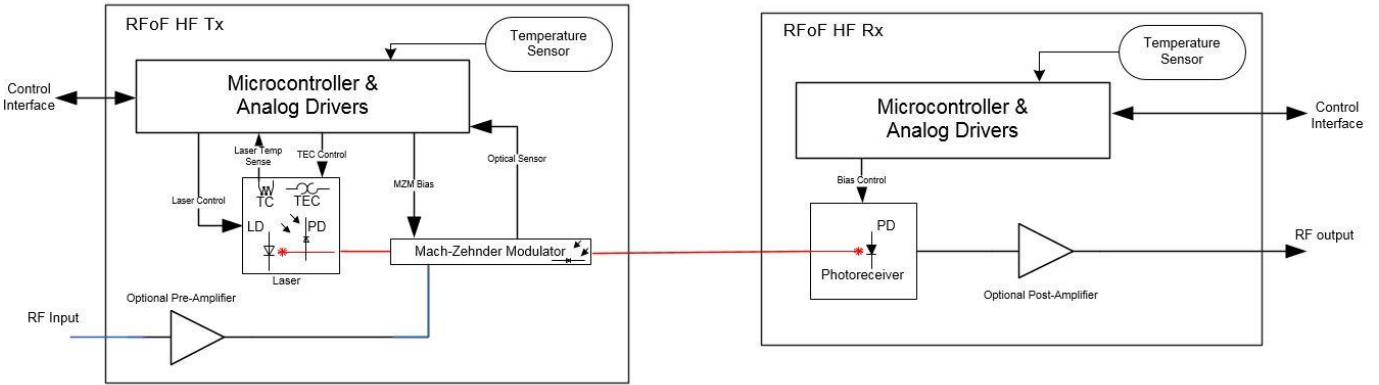 RFoF HF Tx
Temperature
Sensor
Microcontroller &
Analog Drivers
Control
Interface
Laser Temp
Sense
TEC Control
Optical Sensor
Laser Control
MZM Bias
TC
TEC
LD
PD
Mach-Zehnder Modulator
Laser
Optional Pre-Amplifier
RF Input
RFoF HF Rx
Temperature
Sensor
Microcontroller &
Analog Drivers
Control
Interface
Bias Control
PD
Photoreceiver
RF output
Optional Post-Amplifier